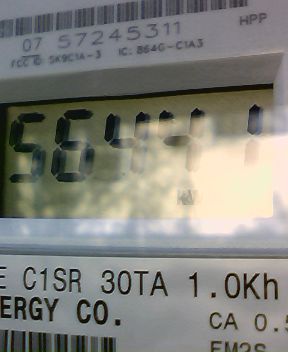 HPP
07 57245311
FCC ID: SK9C1A-3 IC: 864G-C1A3
56441
E C1SR 30TA 1.0Kh
ERGY CO.
CA 0.5
EM2S